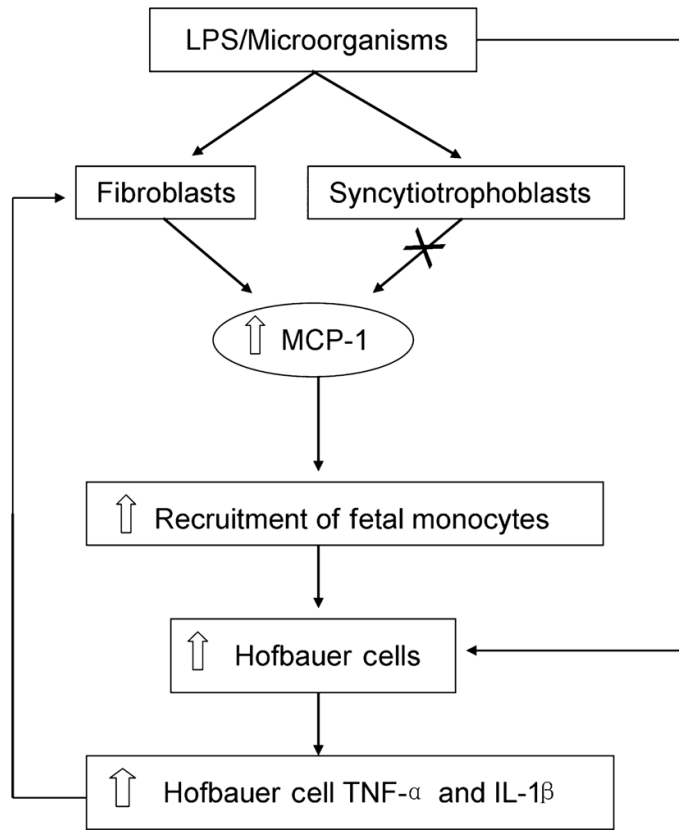 LPS/Microorganisms
Fibroblasts
Syncytiotrophoblasts
MCP-1
Recruitment of fetal monocytes
Hofbauer cells
Hofbauer cell TNF-α and IL-1β